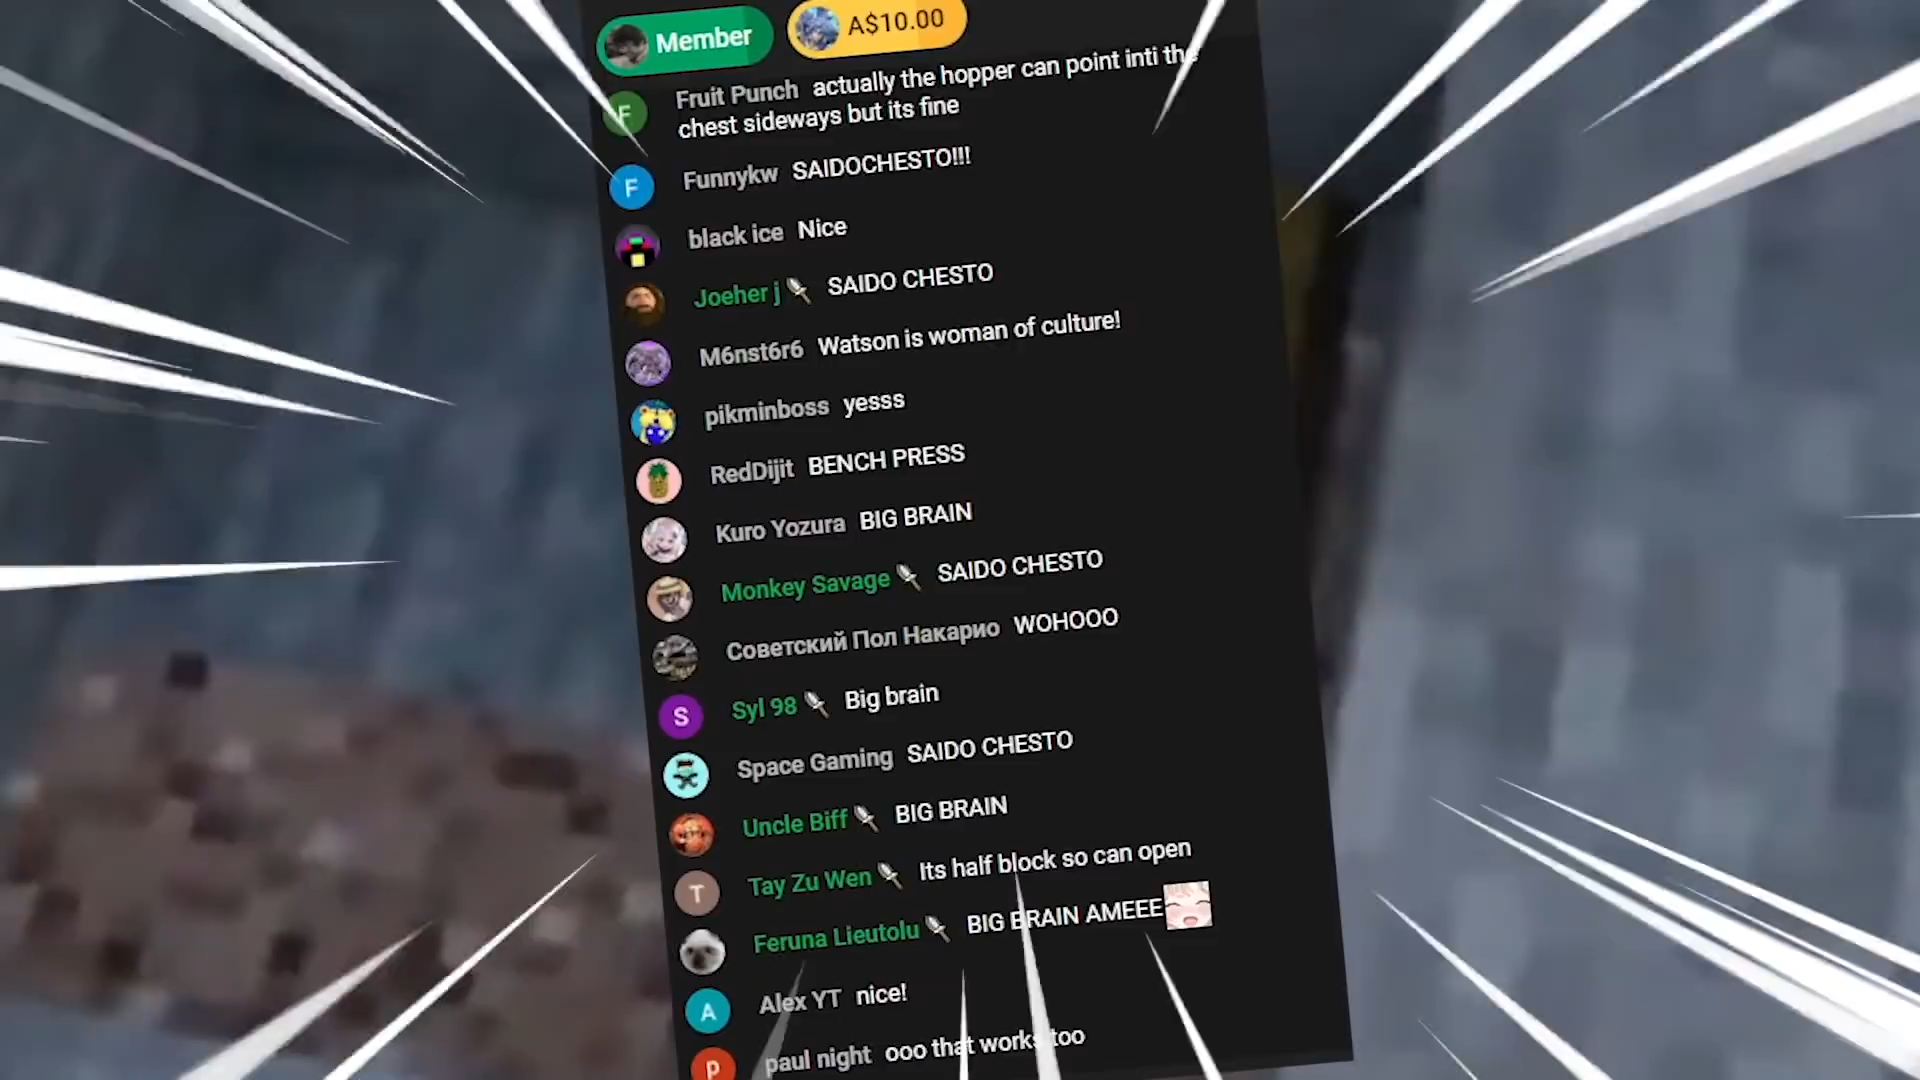 Member A$10.00
Fruit Punch actually the hopper can point inti the
chest sideways but its fine
F
Funnykw SAIDOCHESTO!!!
F
black ice Nice
Joeher j SAIDO CHESTO
M6nst6r6 Watson is woman of culture!
pikminboss yesss
RedDijit BENCH PRESS
Kuro Yozura BIG BRAIN
Monkey Savage SAIDO CHESTO
Советский Пол Накарио WOHOOO
S
Syl 98 Big brain
Space Gaming SAIDO CHESTO
Uncle Biff BIG BRAIN
T
Tay Zu Wen Its half block so can open
Feruna Lieutolu BIG BRAIN AMEEE
A
Alex YT nice!
p
paul night ooo that works too